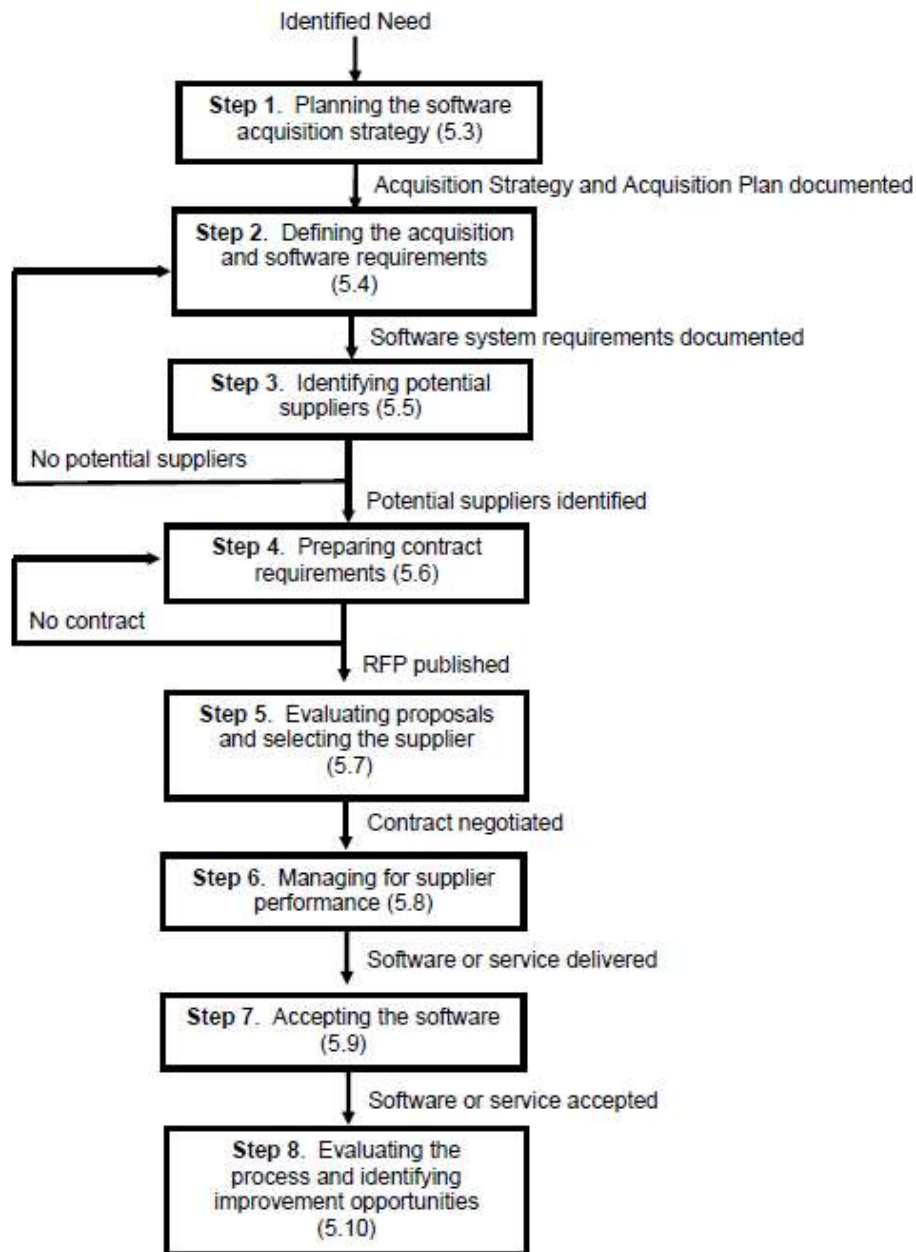 Identified Need
Step 1. Planning the software
acquisition strategy (5.3)
Acquisition Strategy and Acquisition Plan documented
Step 2. Defining the acquisition
and software requirements
(5.4)
Software system requirements documented
Step 3. Identifying potential
suppliers (5.5)
No potential suppliers
Potential suppliers identified
Step 4. Preparing contract
requirements (5.6)
No contract
RFP published
Step 5. Evaluating proposals
and selecting the supplier
(5.7)
Contract negotiated
Step 6. Managing for supplier
performance (5.8)
Software or service delivered
Step 7. Accepting the software
(5.9)
Software or service accepted
Step 8. Evaluating the
process and identifying
improvement opportunities
(5.10)